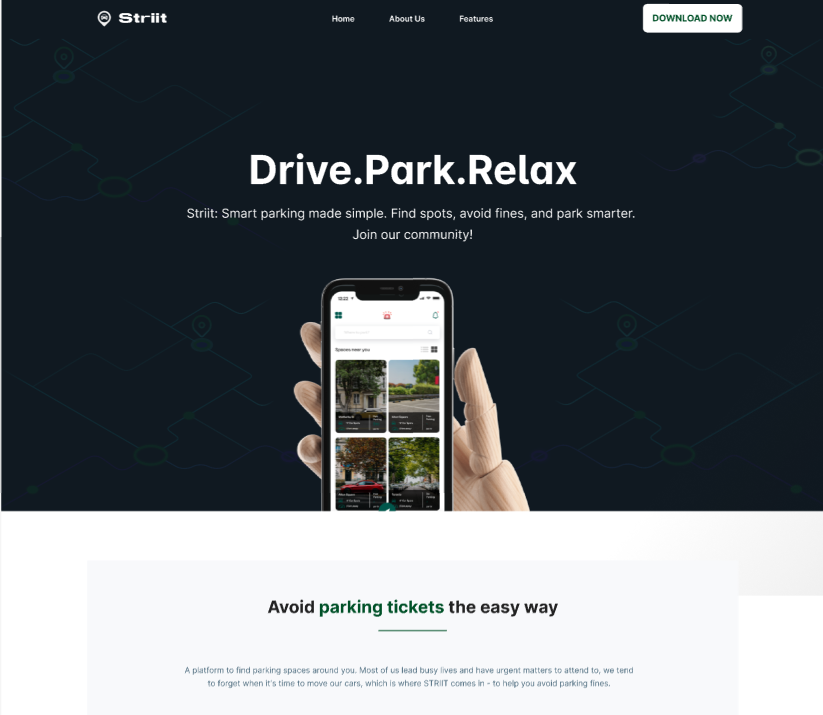 Striit
Home About Us Features
DOWNLOAD NOW
Drive.Park.Relax
Striit: Smart parking made simple. Find spots, avoid fines, and park smarter.
Join our community!
Spaces near you
Avoid parking tickets the easy way
A platform to find parking spaces around you. Most of us lead busy lives and have urgent matters to attend to, we tend
to forget when it's time to move our cars, which is where STRIIT comes in - to help you avoid parking fines.